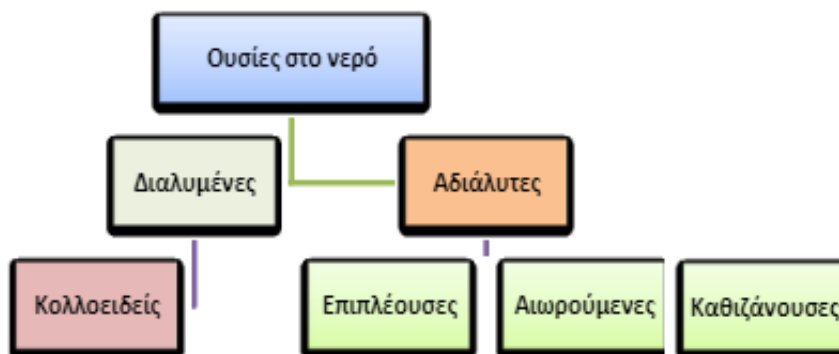 Ουσίες στο νερό
Διαλυμένες
Αδιάλυτες
Κολλοειδείς
Επιπλέουσες
Αιωρούμενες
Καθιζάνουσες